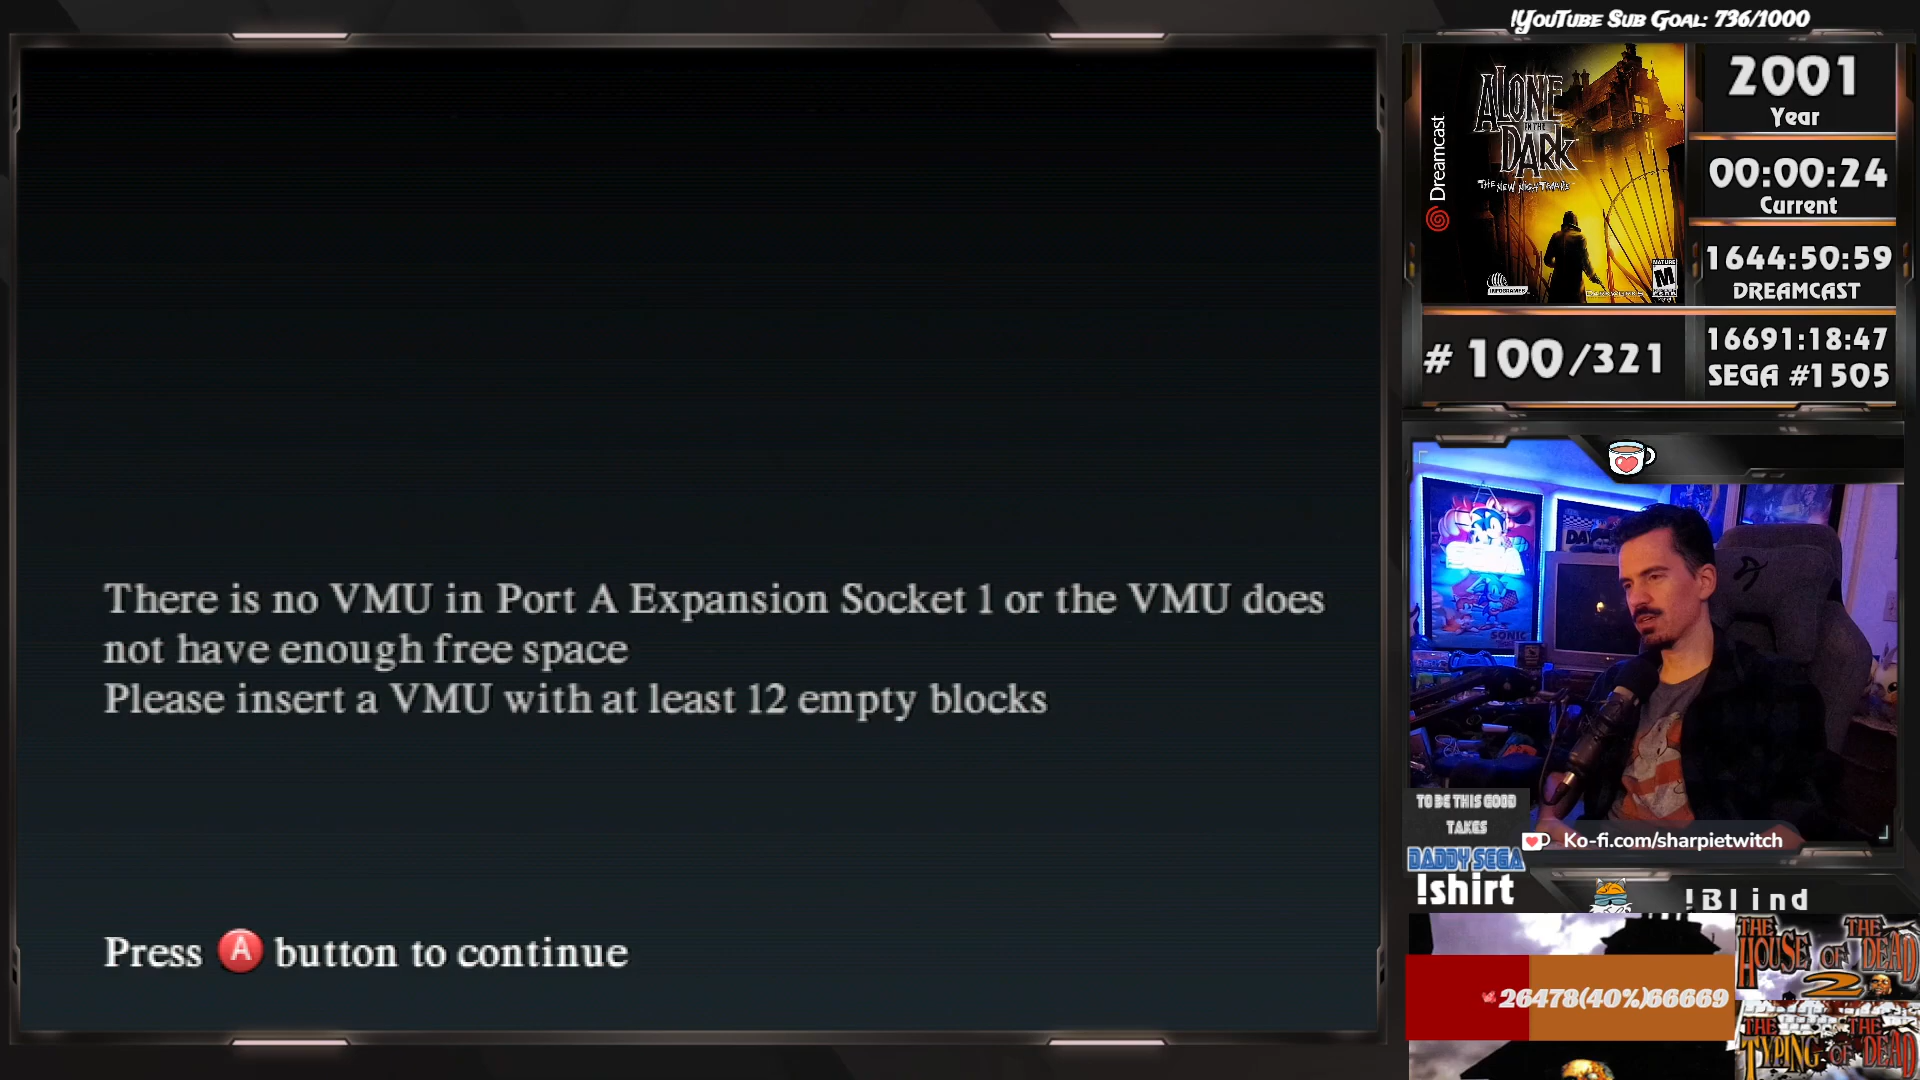 !YouTube Sub Goal: 736/1000
There is no VMU in Port A Expansion Socket 1 or the VMU does
not have enough free space
Please insert a VMU with at least 12 empty blocks
Press A button to continue
Dreamcast
ALONE
IN THE
DARK
THE NEW NIGHTMARE
INFOGRAMES
MATURE
M
2001
Year
00:00:24
Current
1644:50:59
DREAMCAST
# 100/321
16691:18:47
SEGA #1505
SONIC
TO BE THIS GOOD
TAKES
DADDY SEGA
!shirt
Ko-fi.com/sharpietwitch
!Blind
26478(40%)66669
THE HOUSE OF THE DEAD
2
THE TYPING OF THE DEAD